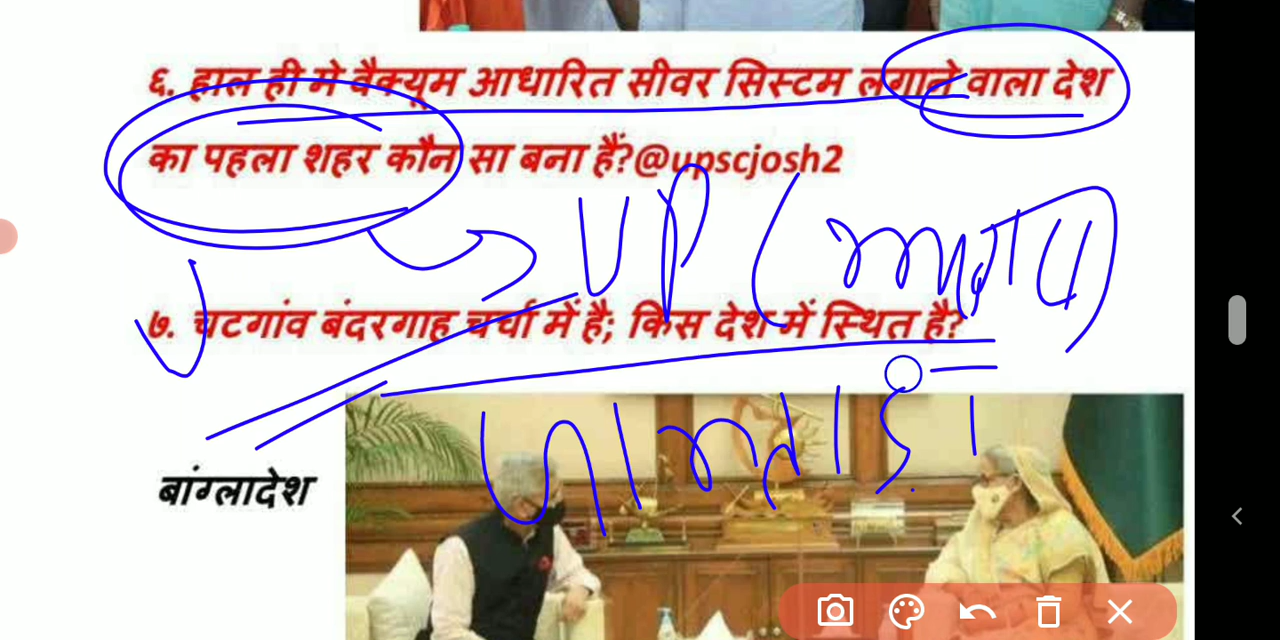 ६. हाल ही मे वैक्यूम आधारित सीवर सिस्टम लगाने वाला देश
का पहला शहर कौन सा बना हैं?@upscjosh2
UP (
७. चटगांव बंदरगाह चर्चा में है; किस देश में स्थित है?
बांग्लादेश